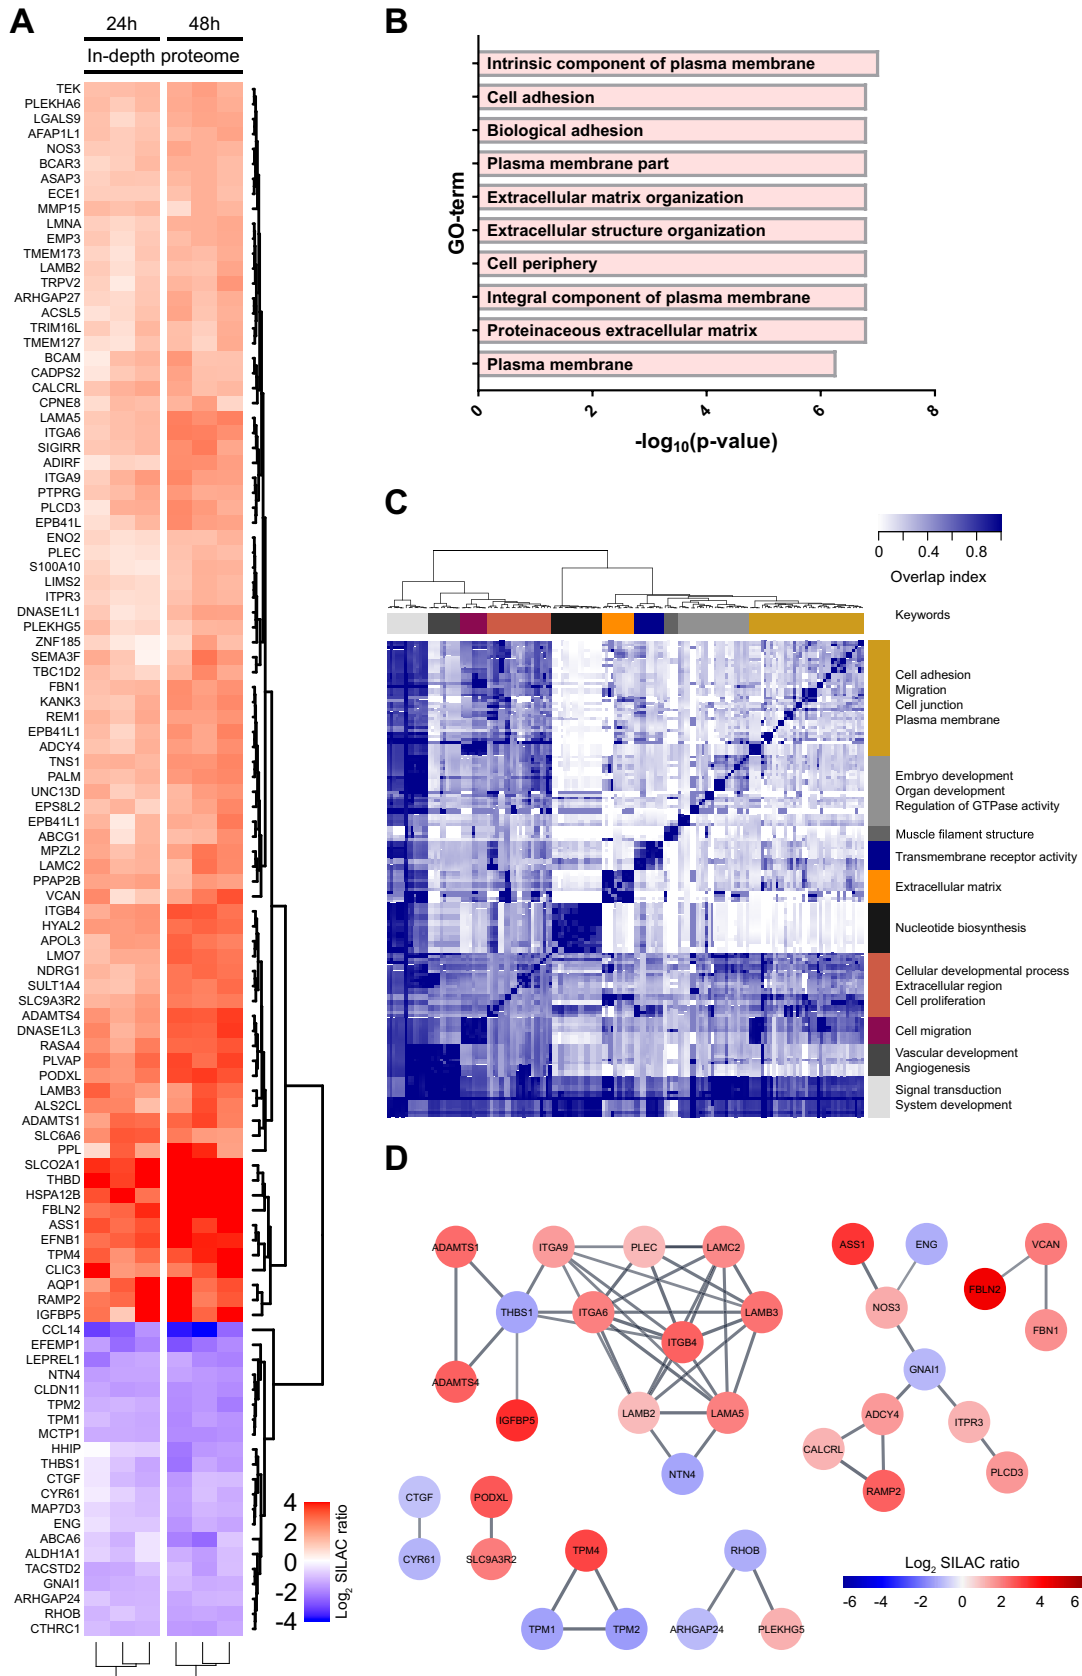 A
24h 48h
In-depth proteome
TEK
PLEKHA6
LGALS9
AFAP1L1
NOS3
BCAR3
ASAP3
ECE1
MMP15
LMNA
EMP3
TMEM173
LAMB2
TRPV2
ARHGAP27
ACSL5
TRIM16L
TMEM127
BCAM
CADPS2
CALCRL
CPNE8
LAMA5
ITGA6
SIGIRR
ADIRF
ITGA9
PTPRG
PLCD3
EPB41L
ENO2
PLEC
S100A10
LIMS2
ITPR3
DNASE1L1
PLEKHG5
ZNF185
SEMA3F
TBC1D2
FBN1
KANK3
REM1
EPB41L1
ADCY4
TNS1
PALM
UNC13D
EPS8L2
EPB41L1
ABCG1
MPZL2
LAMC2
PPAP2B
VCAN
ITGB4
HYAL2
APOL3
LMO7
NDRG1
SULT1A4
SLC9A3R2
ADAMTS4
DNASE1L3
RASA4
PLVAP
PODXL
LAMB3
ALS2CL
ADAMTS1
SLC6A6
PPL
SLCO2A1
THBD
HSPA12B
FBLN2
ASS1
EFNB1
TPM4
CLIC3
AQP1
RAMP2
IGFBP5
CCL14
EFEMP1
LEPREL1
NTN4
CLDN11
TPM2
TPM1
MCTP1
HHIP
THBS1
CTGF
CYR61
MAP7D3
ENG
ABCA6
ALDH1A1
TACSTD2
GNAI1
ARHGAP24
RHOB
CTHRC1
4
2
0
-2
-4
Log2 SILAC ratio
B
GO-term
Intrinsic component of plasma membrane
Cell adhesion
Biological adhesion
Plasma membrane part
Extracellular matrix organization
Extracellular structure organization
Cell periphery
Integral component of plasma membrane
Proteinaceous extracellular matrix
Plasma membrane
0 2 4 6 8
-log10(p-value)
C
0 0.4 0.8
Overlap index
Keywords
Cell adhesion
Migration
Cell junction
Plasma membrane
Embryo development
Organ development
Regulation of GTPase activity
Muscle filament structure
Transmembrane receptor activity
Extracellular matrix
Nucleotide biosynthesis
Cellular developmental process
Extracellular region
Cell proliferation
Cell migration
Vascular development
Angiogenesis
Signal transduction
System development
D
ADAMTS1 ITGA9 PLEC LAMC2
THBS1 ITGA6 LAMB3
ITGB4
ADAMTS4 IGFBP5 LAMB2 LAMA5
NTN4
ASS1 ENG VCAN
FBLN2
NOS3
FBN1
GNAI1
ADCY4 ITPR3
CALCRL
PLCD3
RAMP2
CTGF PODXL
CYR61 SLC9A3R2
TPM4 RHOB
TPM1 TPM2 ARHGAP24 PLEKHG5
Log2 SILAC ratio
-6 -4 -2 0 2 4 6